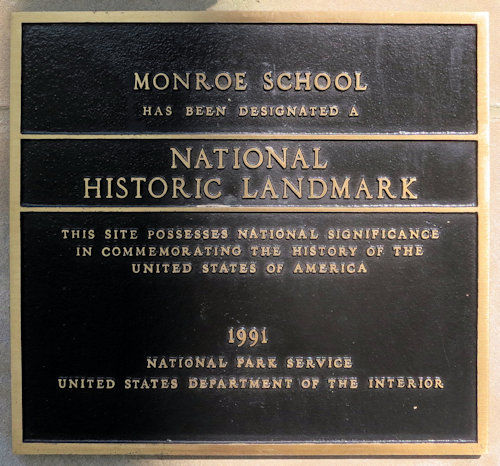 MONROE SCHOOL
HAS BEEN DESIGNATED A
NATIONAL
HISTORIC LANDMARK
THIS SITE POSSESSES NATIONAL SIGNIFICANCE
IN COMMEMORATING THE HISTORY OF THE
UNITED STATES OF AMERICA
1991
NATIONAL PARK SERVICE
UNITED STATES DEPARTMENT OF THE INTERIOR